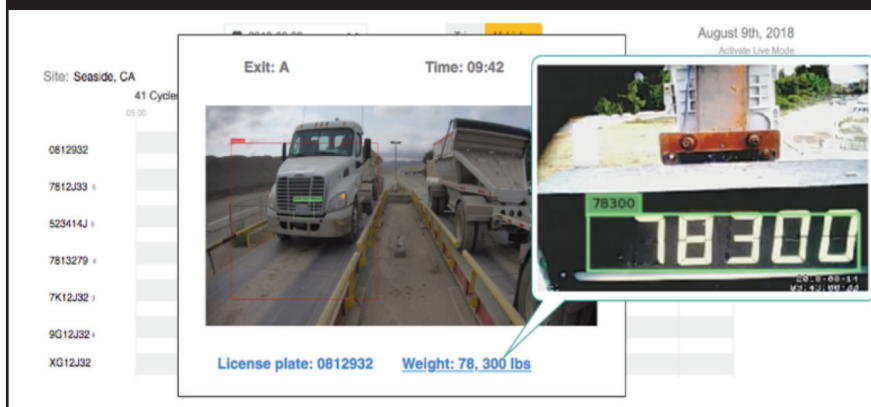 August 9th, 2018
Activate Live Mode
Site: Seaside, CA
41 Cycles
05:00
0812932
7812J33
523414J
7813279
7K12J32
9G12J32
XG12J32
Exit: A
Time: 09:42
License plate: 0812932
Weight: 78, 300 lbs
78300
78300